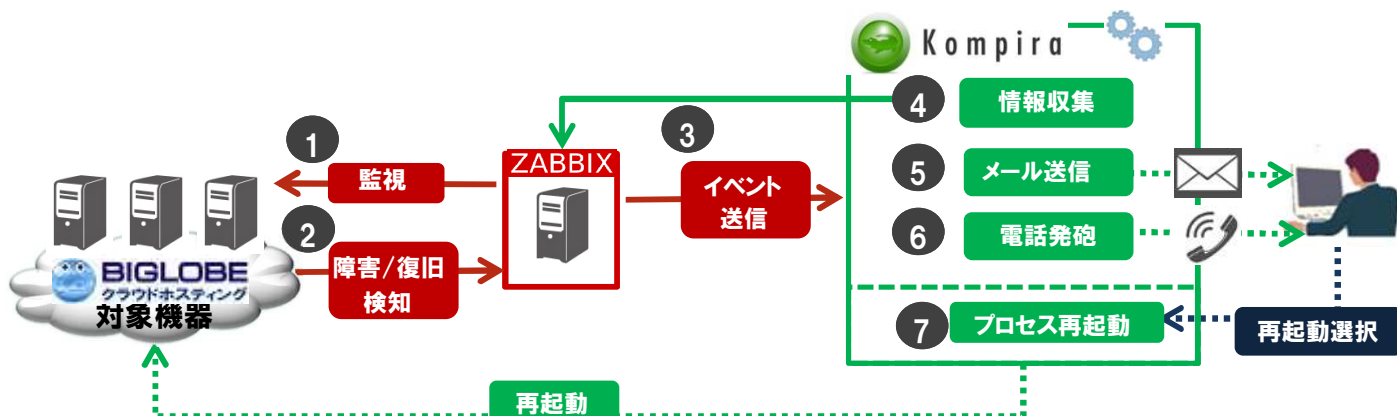 Kompira
4
情報収集
1
3
監視
ZABBIX
イベント
送信
5
メール送信
2
6
電話発砲
障害/復旧
検知
BIGLOBE
クラウドホスティング
対象機器
7
プロセス再起動
再起動選択
再起動